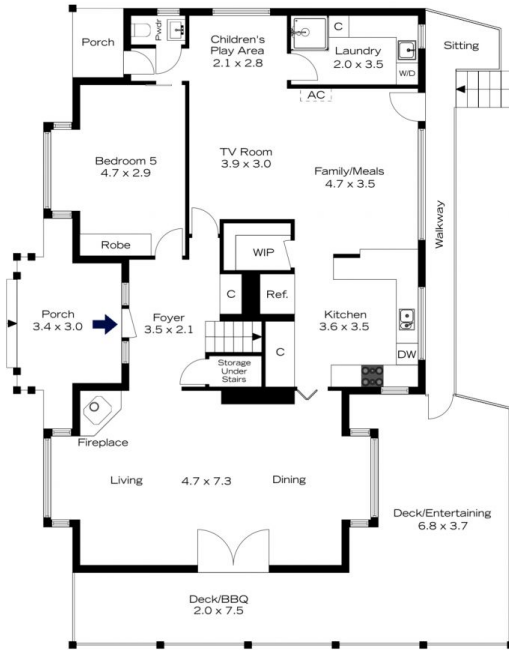 Porch
Pwdr
Children's
Play Area
2.1 x 2.8
C
Laundry
2.0 x 3.5
W/D
Sitting
AC
Bedroom 5
4.7 x 2.9
TV Room
3.9 x 3.0
Family/Meals
4.7 x 3.5
Walkway
Robe
WIP
Porch
3.4 x 3.0
Foyer
3.5 x 2.1
C
Ref.
Kitchen
3.6 x 3.5
Storage
Under
Stairs
C
DW
Fireplace
Living
4.7 x 7.3
Dining
Deck/Entertaining
6.8 x 3.7
Deck/BBQ
2.0 x 7.5